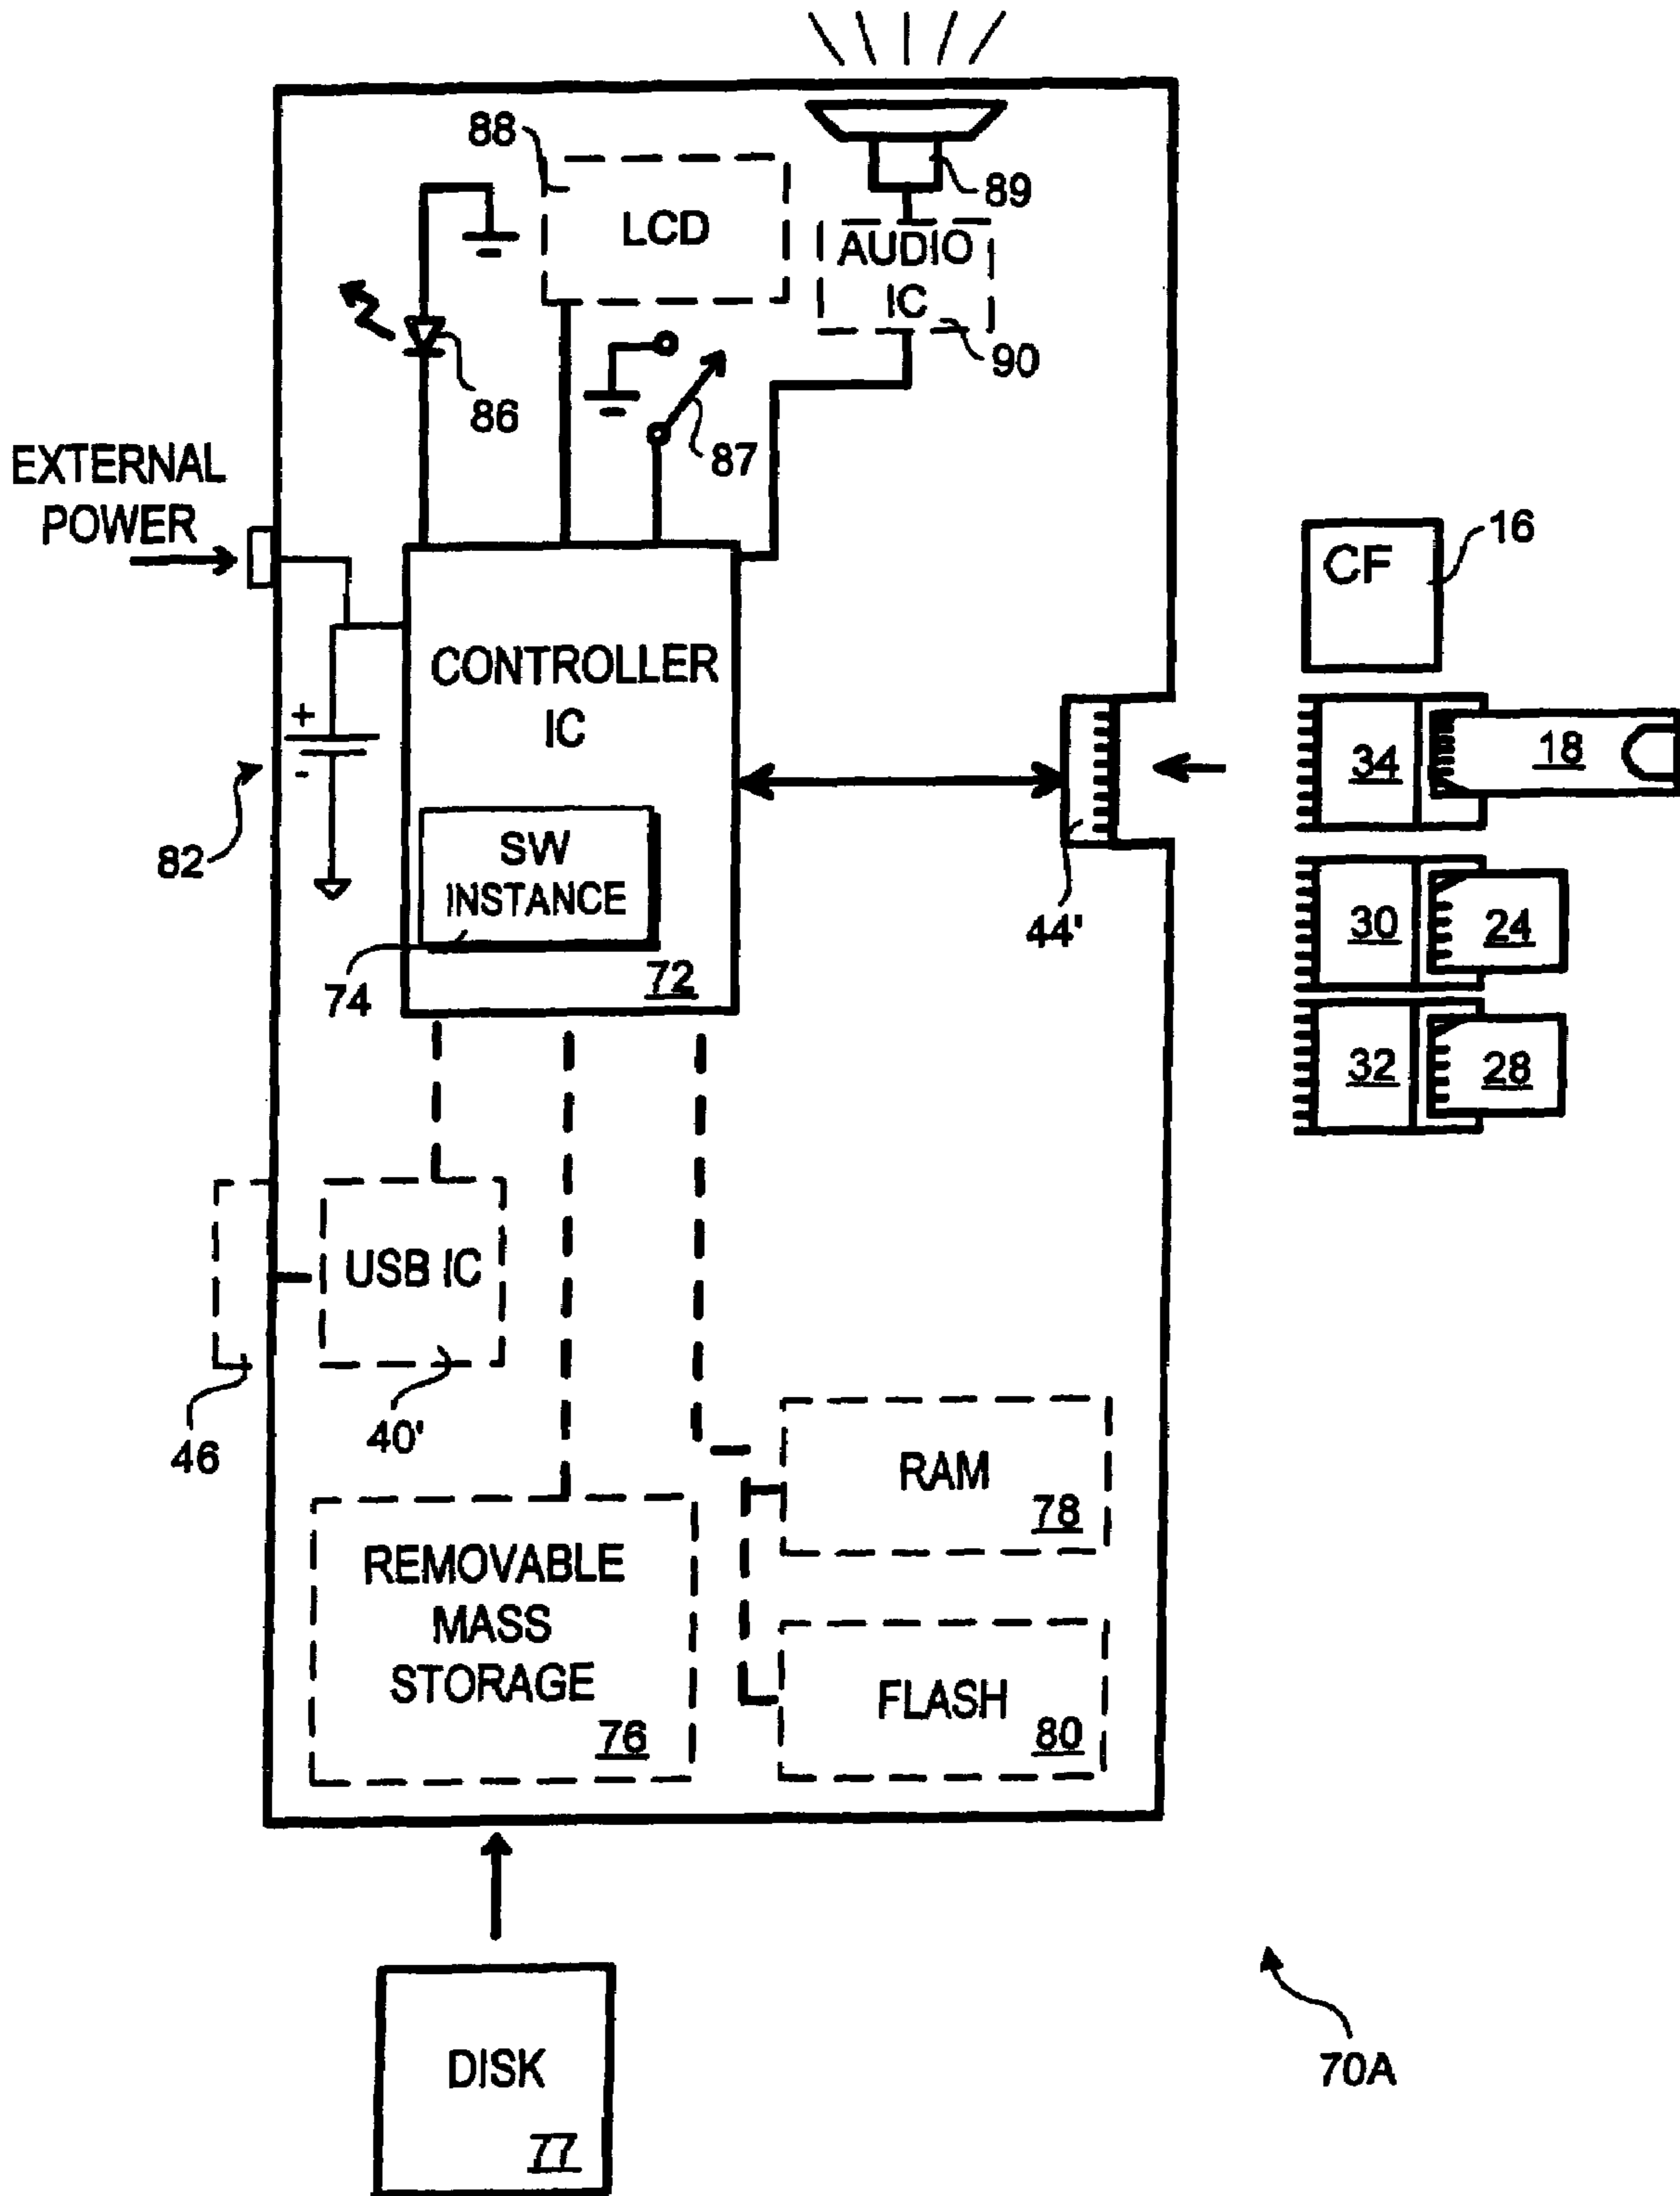 88
89
LCD
AUDIO
IC
90
86
87
EXTERNAL
POWER
CF
16
CONTROLLER
IC
+
-
82
SW
INSTANCE
74
72
44'
34
18
30
24
32
28
USB IC
46
40'
RAM
78
REMOVABLE
MASS
STORAGE
76
FLASH
80
DISK
77
70A